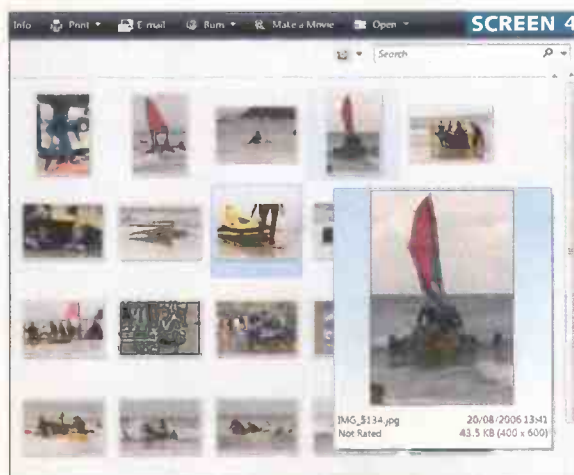 Info Print E-mail Burn Make a Movie Open SCREEN 4
Search
IMG_5134.jpg 20/08/2006 13:41
Not Rated 43.5 KB (400 x 600)